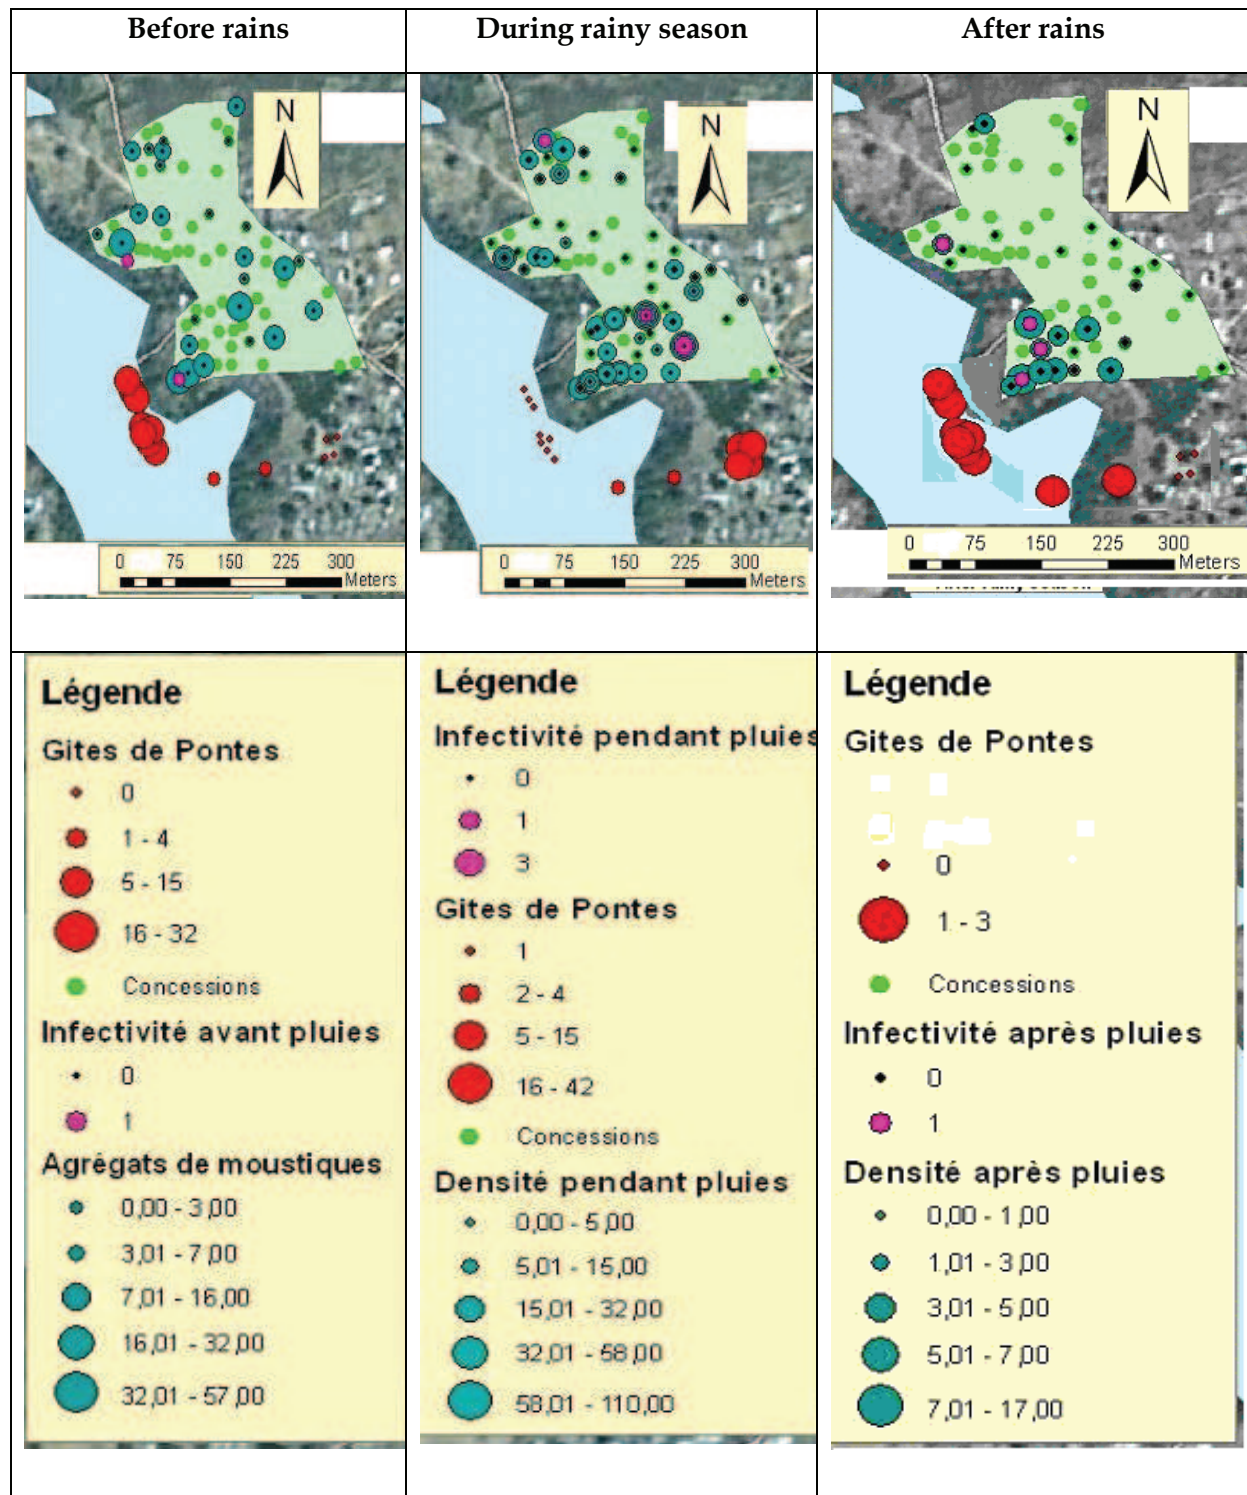 Before rains
During rainy season
After rains
N
0 75 150 225 300
Meters
N
0 75 150 225 300
Meters
N
0 75 150 225 300
Meters
Légende
Gites de Pontes
0
1 - 4
5 - 15
16 - 32
Concessions
Infectivité avant pluies
0
1
Agrégats de moustiques
0,00 - 3,00
3,01 - 7,00
7,01 - 16,00
16,01 - 32,00
32,01 - 57,00
Légende
Infectivité pendant pluies
0
1
3
Gites de Pontes
1
2 - 4
5 - 15
16 - 42
Concessions
Densité pendant pluies
0,00 - 5,00
5,01 - 15,00
15,01 - 32,00
32,01 - 58,00
58,01 - 110,00
Légende
Gites de Pontes
0
1 - 3
Concessions
Infectivité après pluies
0
1
Densité après pluies
0,00 - 1,00
1,01 - 3,00
3,01 - 5,00
5,01 - 7,00
7,01 - 17,00